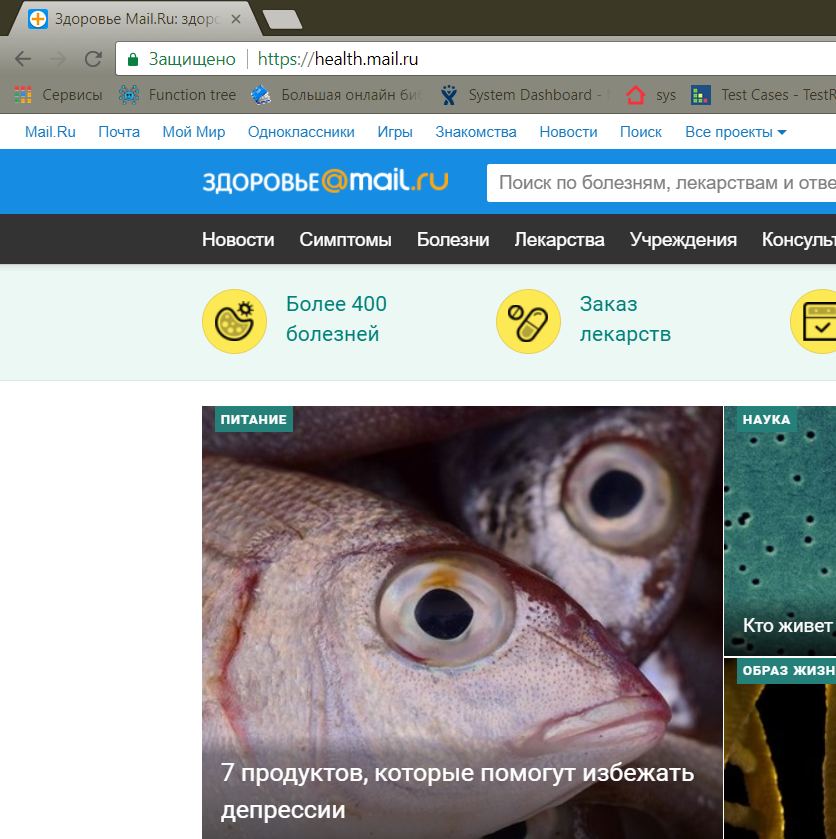 Здоровье Mail.Ru: здоро
Защищено https://health.mail.ru
Сервисы Function tree Большая онлайн биб System Dashboard - sys Test Cases - TestR
Mail.Ru Почта Мой Мир Одноклассники Игры Знакомства Новости Поиск Все проекты
ЗДОРОВЬЕ@mail.ru Поиск по болезням, лекарствам и отве
Новости Симптомы Болезни Лекарства Учреждения Консульт
Более 400
болезней
Заказ
лекарств
ПИТАНИЕ
7 продуктов, которые помогут избежать
депрессии
НАУКА
Кто живет
ОБРАЗ ЖИЗН